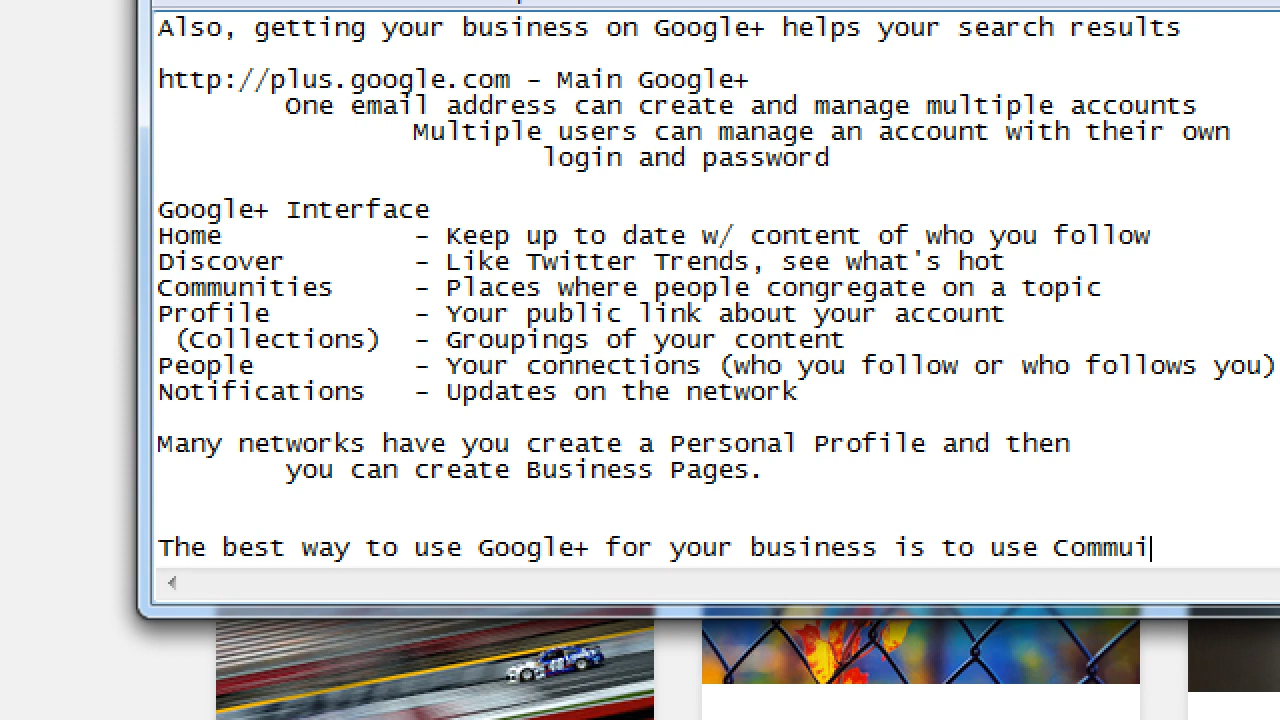 Also, getting your business on Google+ helps your search results
http://plus.google.com - Main Google+
One email address can create and manage multiple accounts
Multiple users can manage an account with their own
login and password
Google+ Interface
Home - Keep up to date w/ content of who you follow
Discover - Like Twitter Trends, see what's hot
Communities - Places where people congregate on a topic
Profile - Your public link about your account
(Collections) - Groupings of your content
People - Your connections (who you follow or who follows you)
Notifications - Updates on the network
Many networks have you create a Personal Profile and then
you can create Business Pages.
The best way to use Google+ for your business is to use Commui